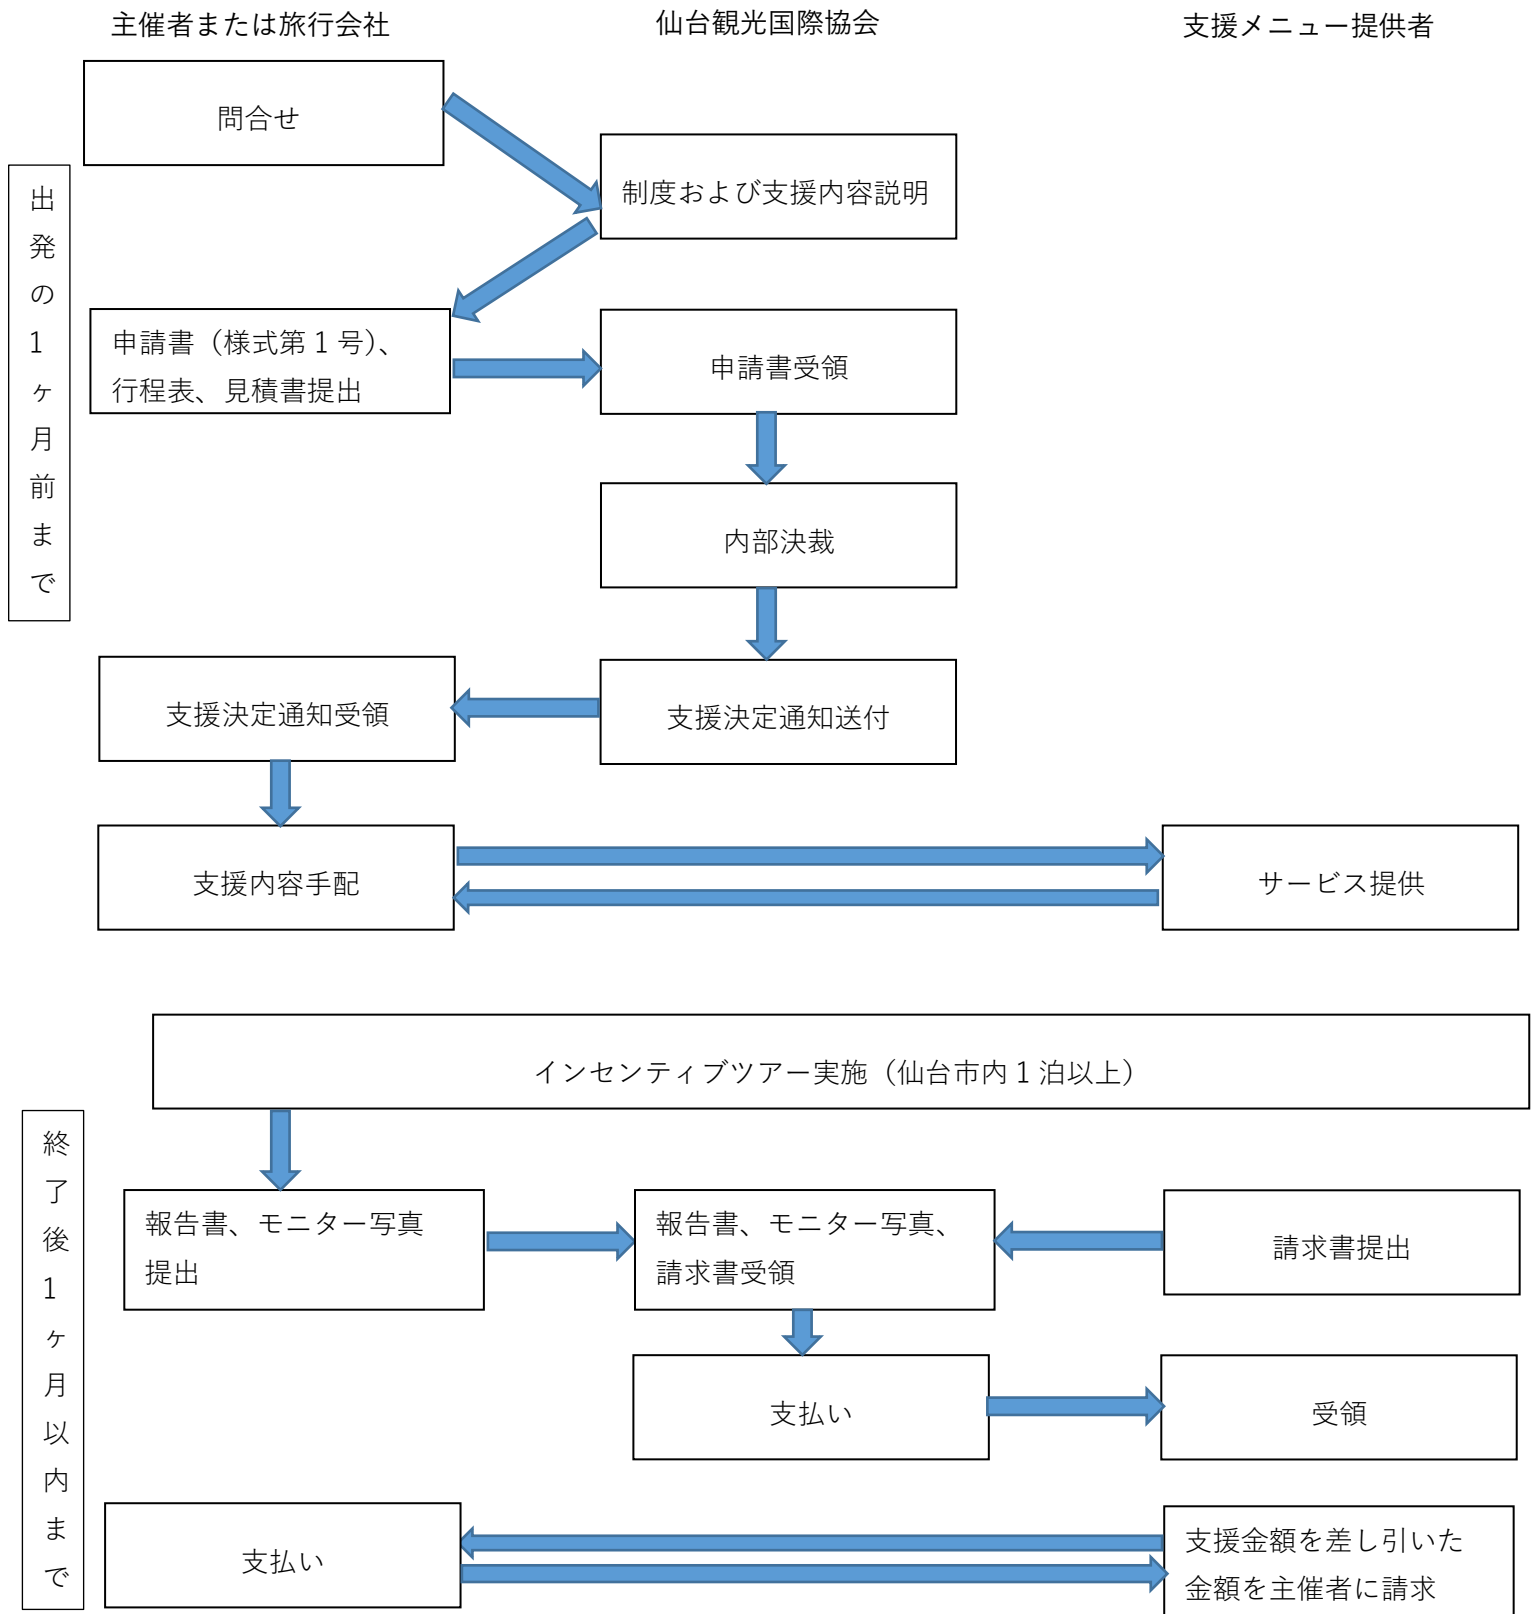 主催者または旅行会社
仙台観光国際協会
支援メニュー提供者
問合せ
制度および支援内容説明
出発の1ヶ月前まで
申請書（様式第1号）、
行程表、見積書提出
申請書受領
内部決裁
支援決定通知受領
支援決定通知送付
支援内容手配
サービス提供
インセンティブツアー実施（仙台市内1泊以上）
終了後1ヶ月以内まで
報告書、モニター写真
提出
報告書、モニター写真、
請求書受領
請求書提出
支払い
受領
支払い
支援金額を差し引いた
金額を主催者に請求